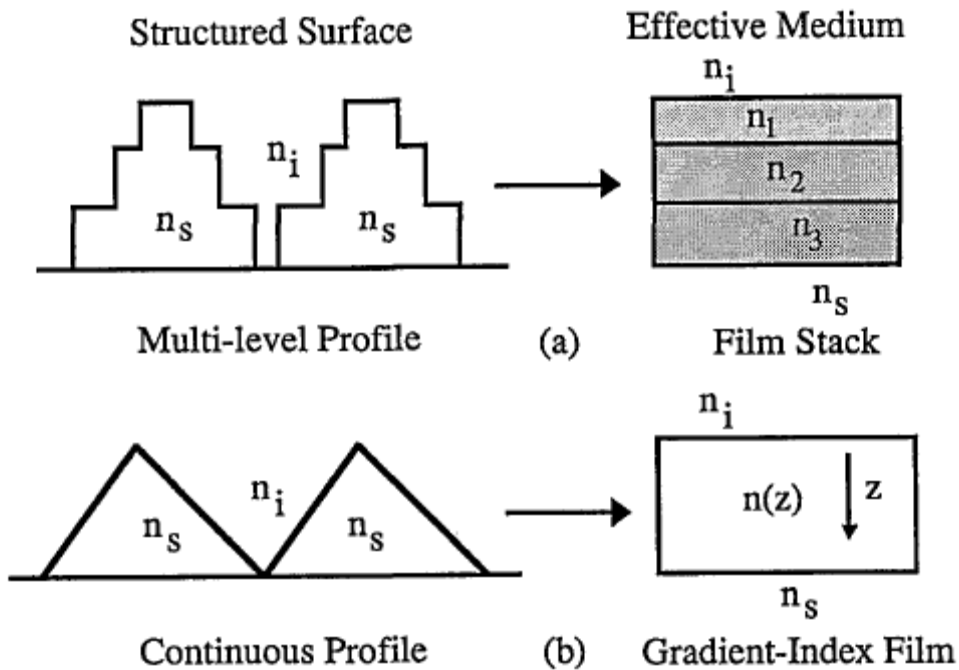 Structured Surface
Effective Medium
n_i
n_1
n_i
n_2
n_s n_s
n_3
n_s
Multi-level Profile (a) Film Stack
n_i
n_i
n(z) z
n_s n_s
n_s
Continuous Profile (b) Gradient-Index Film